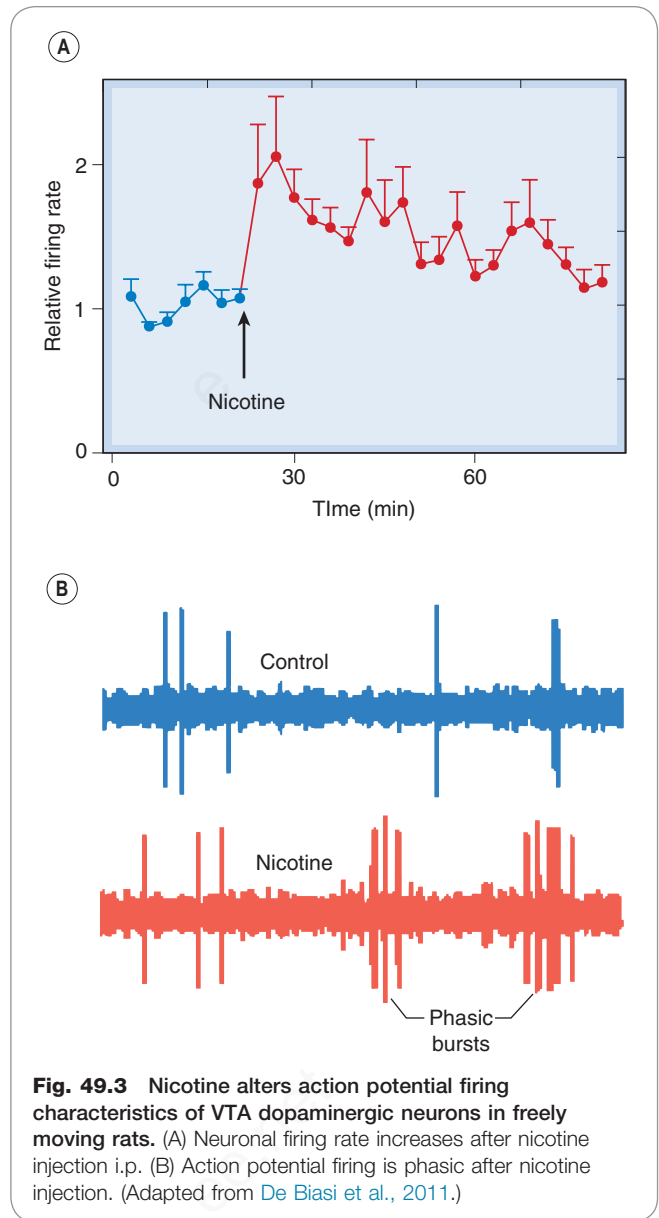 A
Relative firing rate
2
1
0
Nicotine
0 30 60
TIme (min)
B
Control
Nicotine
Phasic
bursts
Fig. 49.3 Nicotine alters action potential firing
characteristics of VTA dopaminergic neurons in freely
moving rats. (A) Neuronal firing rate increases after nicotine
injection i.p. (B) Action potential firing is phasic after nicotine
injection. (Adapted from De Biasi et al., 2011.)